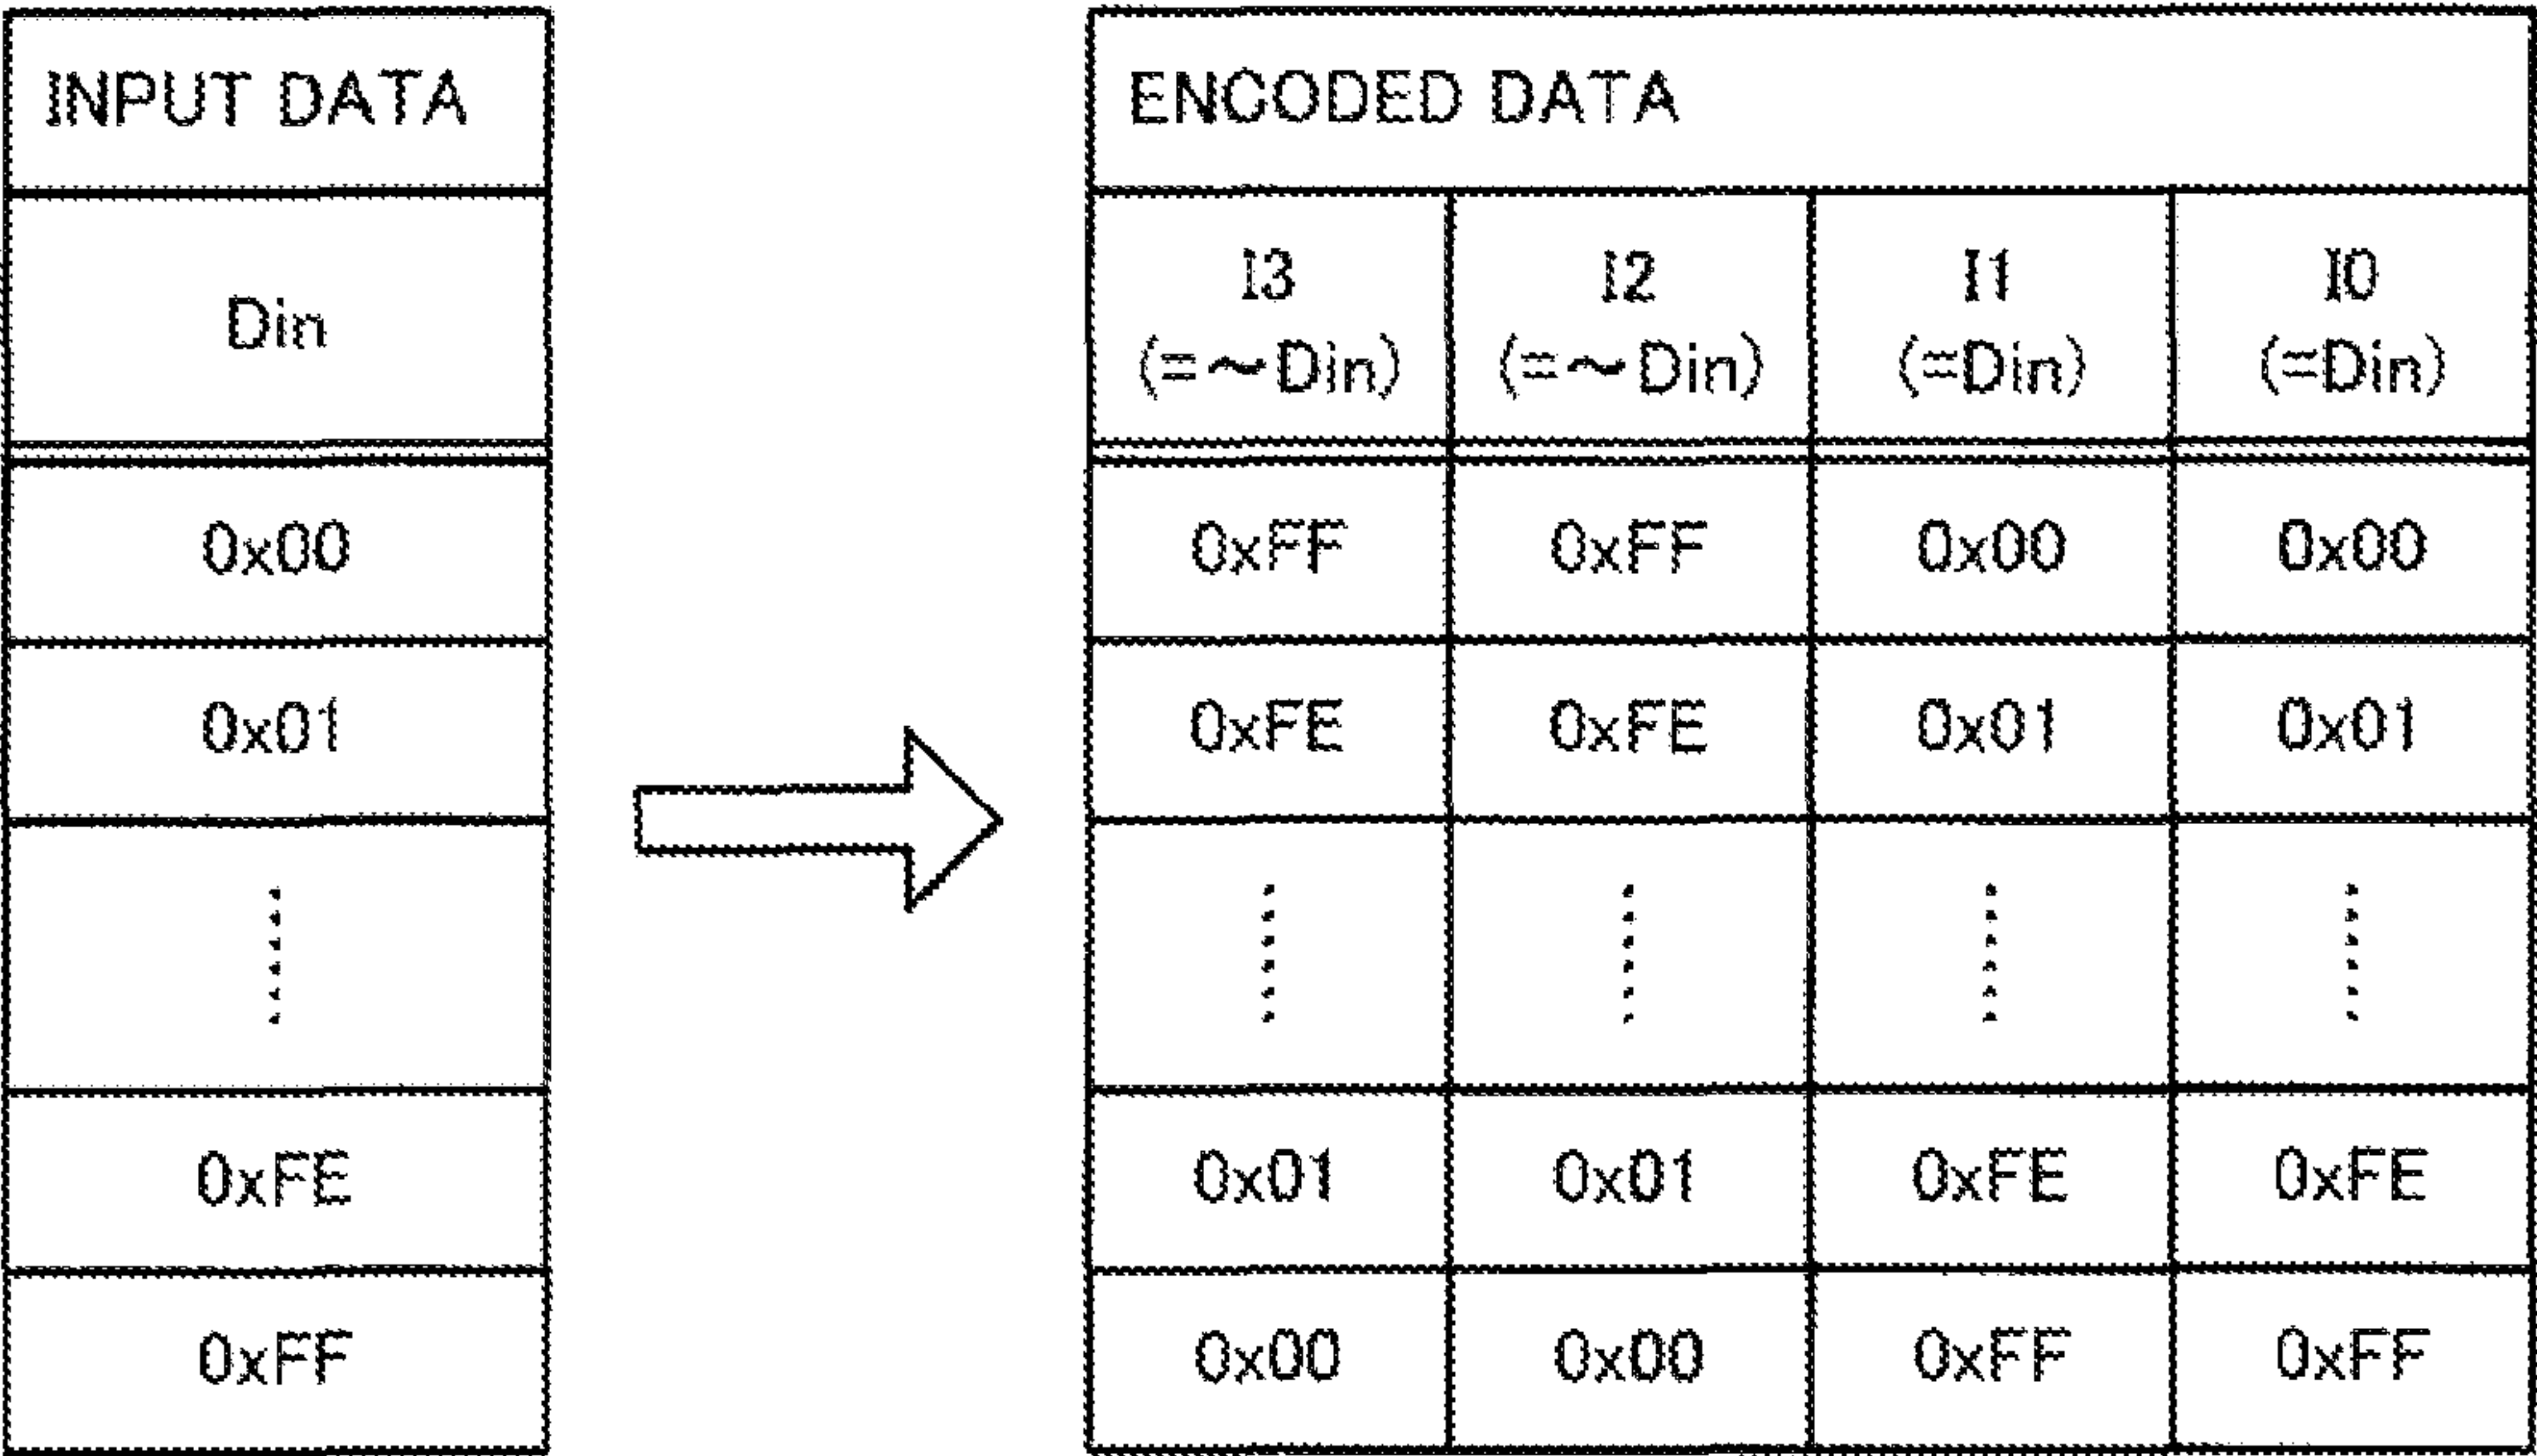 INPUT DATA
Din
0x00
0x01
0xFE
0xFF
ENCODED DATA
I3 (=~Din) I2 (=~Din) I1 (=Din) I0 (=Din)
0xFF 0xFF 0x00 0x00
0xFE 0xFE 0x01 0x01
0x01 0x01 0xFE 0xFE
0x00 0x00 0xFF 0xFF